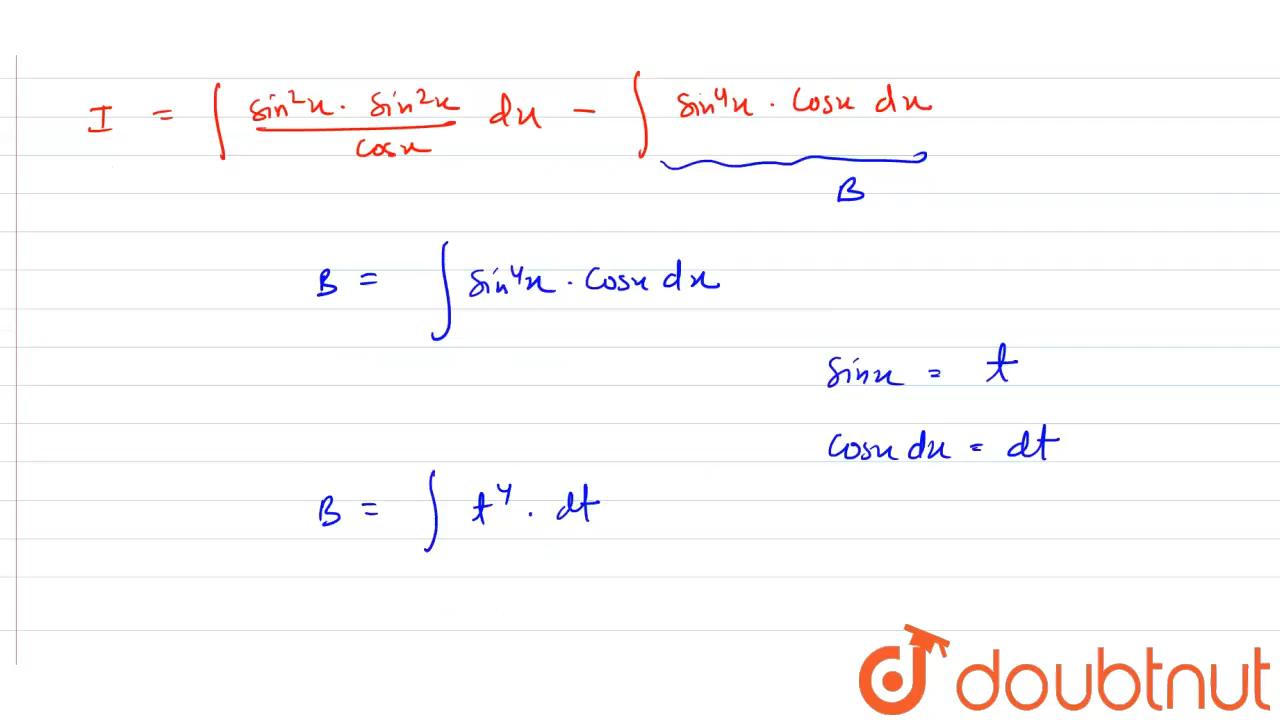 I = ∫ sin²x · sin²x / cosx dx − ∫ sin⁴x · cosx dx
B
B = ∫ sin⁴x · cosx dx
sinx = t
cosx dx = dt
B = ∫ t⁴ · dt
doubtnut